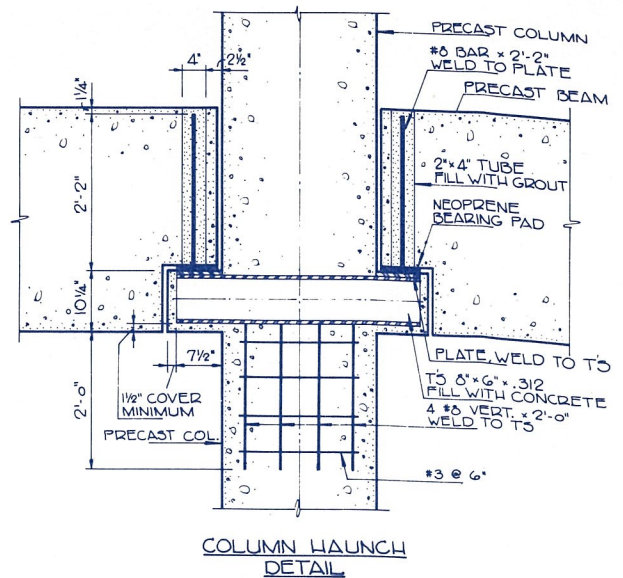 PRECAST COLUMN
#8 BAR × 2'-2"
WELD TO PLATE
PRECAST BEAM
4"
2½"
1¼"
2'-2"
2"×4" TUBE
FILL WITH GROUT
NEOPRENE
BEARING PAD
10¼"
7½"
PLATE, WELD TO T'S
T'S 8"×6"×.312
FILL WITH CONCRETE
4 #8 VERT. × 2'-0"
WELD TO T'S
1½" COVER
MINIMUM
2'-0"
PRECAST COL.
#3 @ 6"
COLUMN HAUNCH
DETAIL